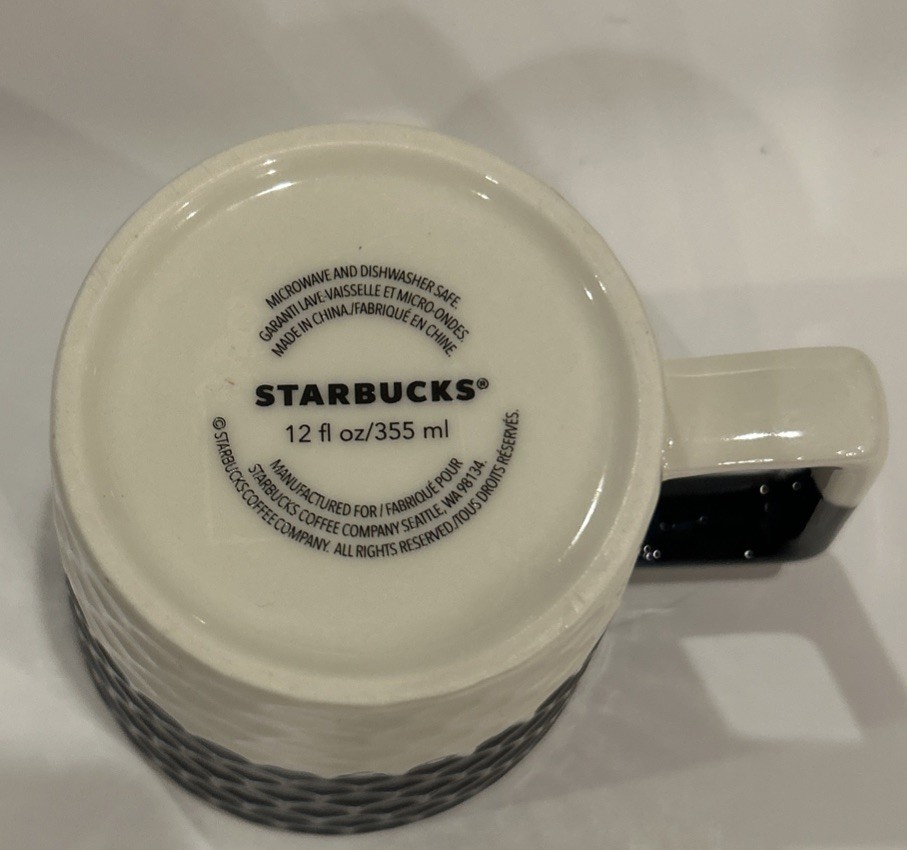 MICROWAVE AND DISHWASHER SAFE.
GARANTI LAVE-VAISSELLE ET MICRO-ONDES.
MADE IN CHINA./FABRIQUÉ EN CHINE.
STARBUCKS®
12 fl oz/355 ml
MANUFACTURED FOR / FABRIQUÉ POUR
STARBUCKS COFFEE COMPANY SEATTLE, WA 98134.
© STARBUCKS COFFEE COMPANY. ALL RIGHTS RESERVED./TOUS DROITS RÉSERVÉS.